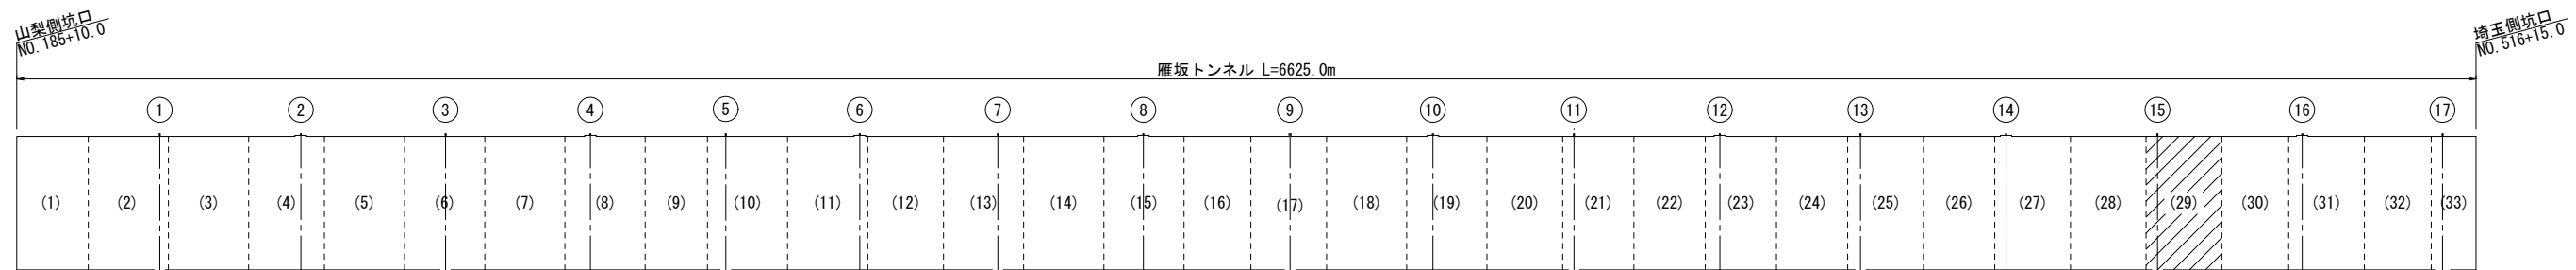 山梨側坑口
NO.185+10.0
埼玉側坑口
NO.516+15.0
雁坂トンネル L=6625.0m
① ② ③ ④ ⑤ ⑥ ⑦ ⑧ ⑨ ⑩ ⑪ ⑫ ⑬ ⑭ ⑮ ⑯ ⑰
(1) (2) (3) (4) (5) (6) (7) (8) (9) (10) (11) (12) (13) (14) (15) (16) (17) (18) (19) (20) (21) (22) (23) (24) (25) (26) (27) (28) (29) (30) (31) (32) (33)